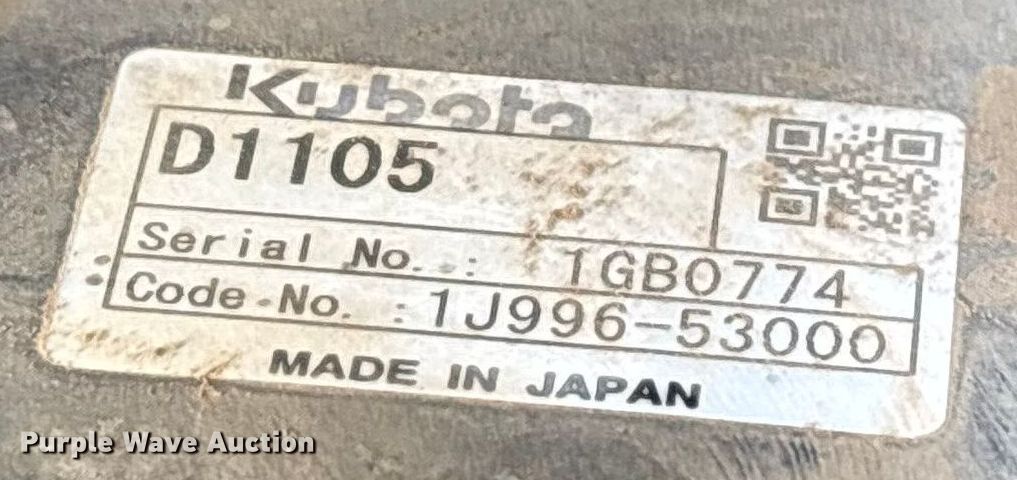 Kubota
D1105
Serial No. : 1GB0774
Code No. : 1J996-53000
MADE IN JAPAN
Purple Wave Auction